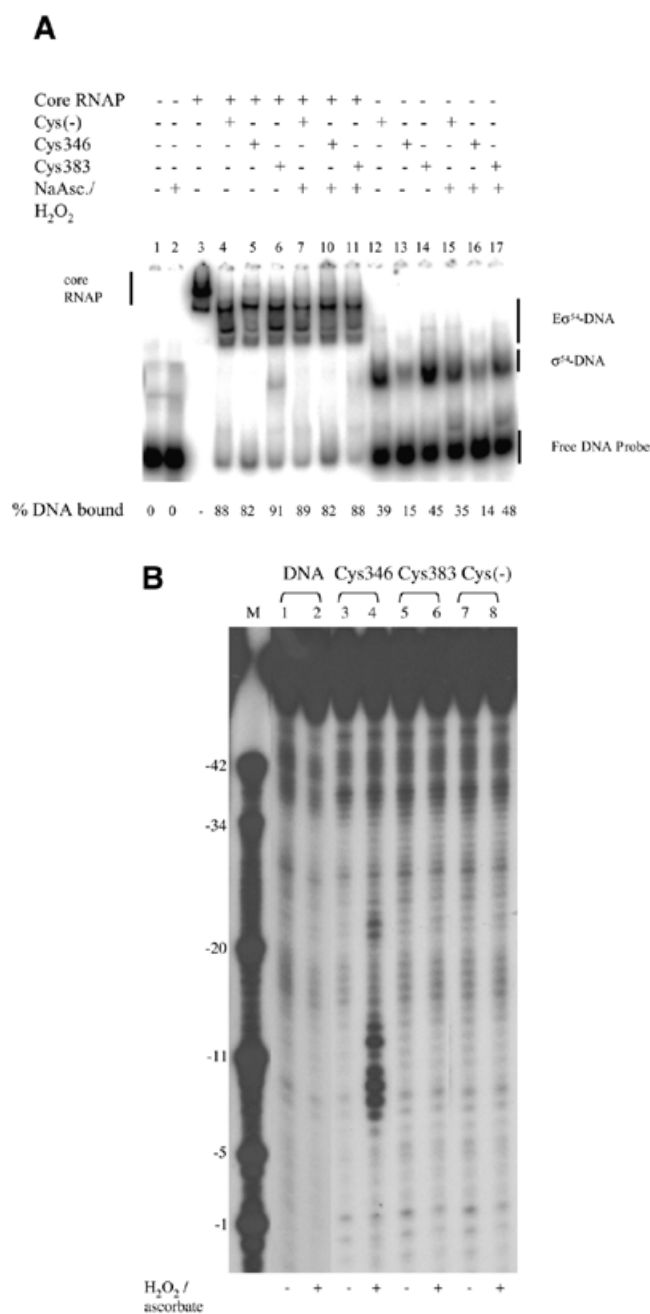 A
Core RNAP - - + + + + + + + - - - - - -
Cys(-) - - - + - - + - - + - - + - -
Cys346 - - - - + - - + - - + - - + -
Cys383 - - - - - + - - + - - + - - +
NaAsc./ - + - - - - + + + - - - + + +
H₂O₂
1 2 3 4 5 6 7 10 11 12 13 14 15 16 17
core
RNAP
Eσ⁵⁴-DNA
σ⁵⁴-DNA
Free DNA Probe
% DNA bound 0 0 - 88 82 91 89 82 88 39 15 45 35 14 48
B
DNA Cys346 Cys383 Cys(-)
M 1 2 3 4 5 6 7 8
-42
-34
-20
-11
-5
-1
H₂O₂ / - + - + - + - +
ascorbate